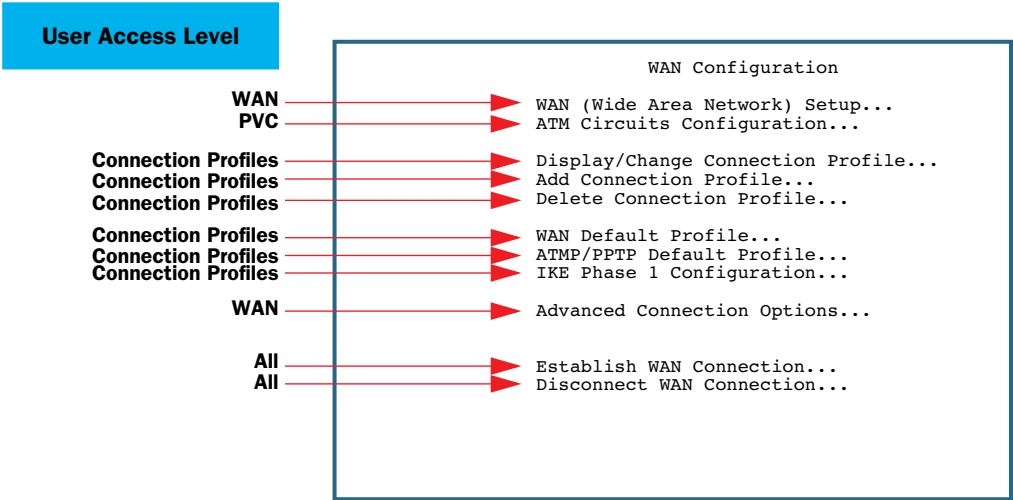 User Access Level
WAN Configuration
WAN WAN (Wide Area Network) Setup...
PVC ATM Circuits Configuration...
Connection Profiles Display/Change Connection Profile...
Connection Profiles Add Connection Profile...
Connection Profiles Delete Connection Profile...
Connection Profiles WAN Default Profile...
Connection Profiles ATMP/PPTP Default Profile...
Connection Profiles IKE Phase 1 Configuration...
WAN Advanced Connection Options...
All Establish WAN Connection...
All Disconnect WAN Connection...